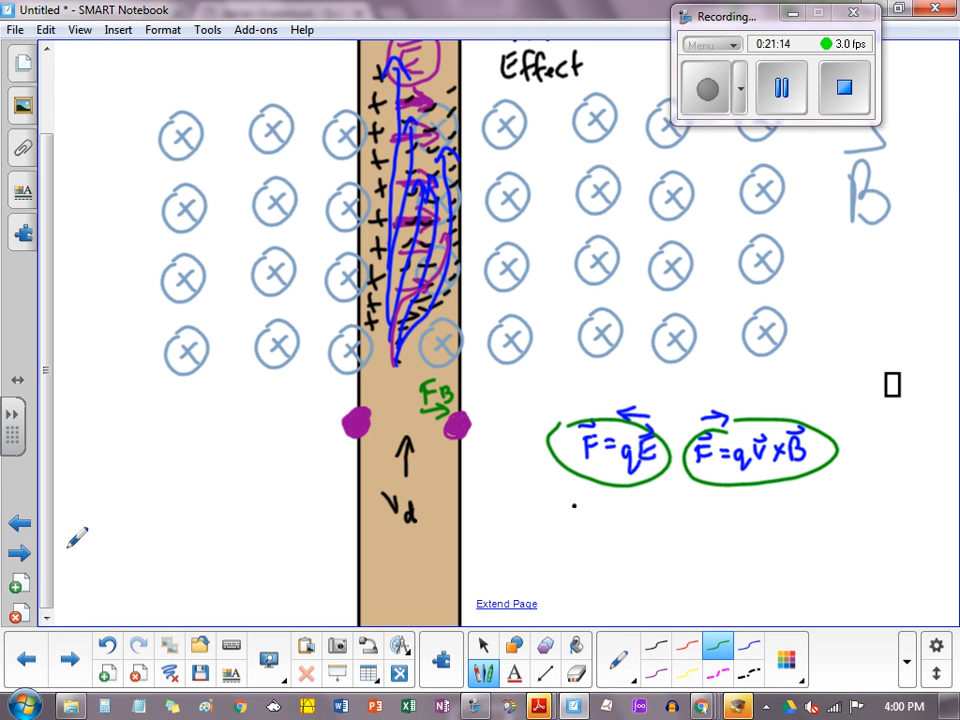 Untitled * - SMART Notebook
File Edit View Insert Format Tools Add-ons Help
Recording...
Menu 0:21:14 3.0 fps
Effect
B
F_B
F = qE F = qV × B
V_d
Extend Page
4:00 PM